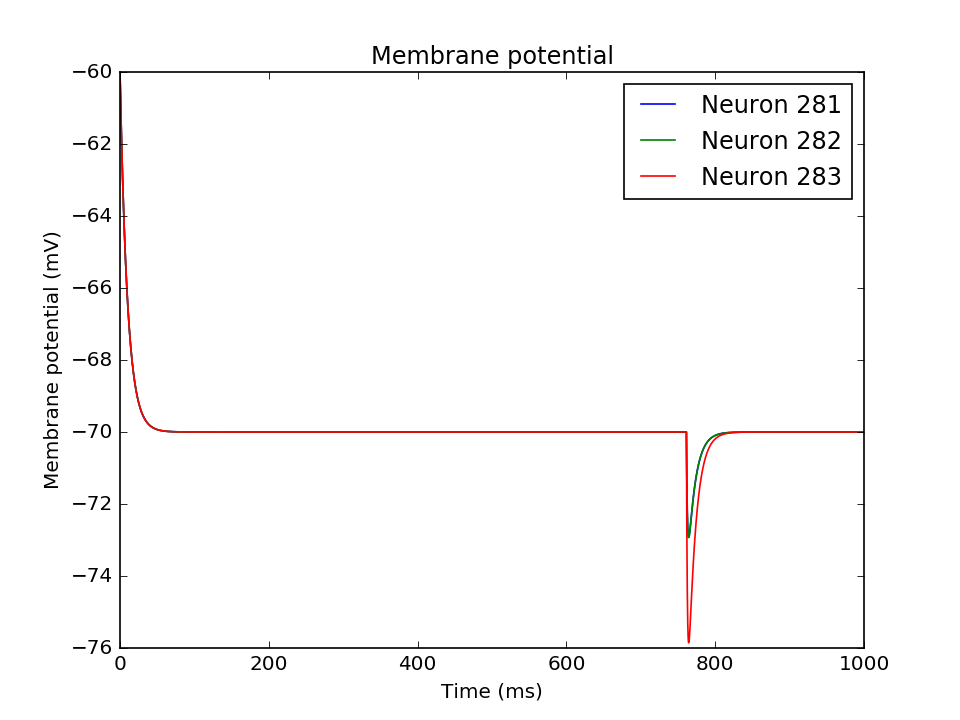 Membrane potential
Neuron 281
Neuron 282
Neuron 283
−60
−62
−64
−66
−68
−70
−72
−74
−76
Membrane potential (mV)
0
200
400
600
800
1000
Time (ms)